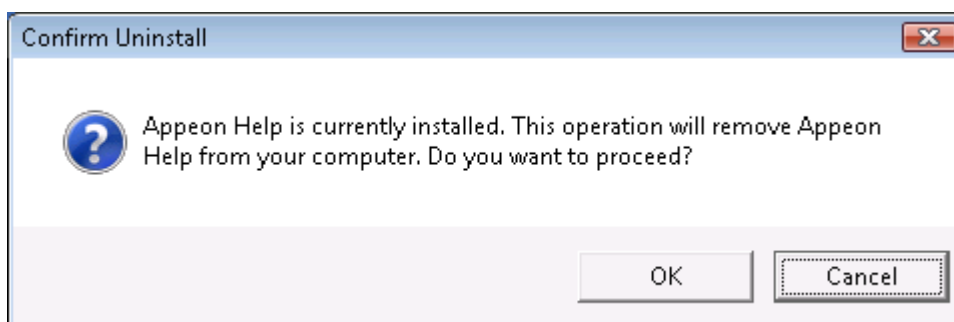 Confirm Uninstall
Appeon Help is currently installed. This operation will remove Appeon
Help from your computer. Do you want to proceed?
OK
Cancel